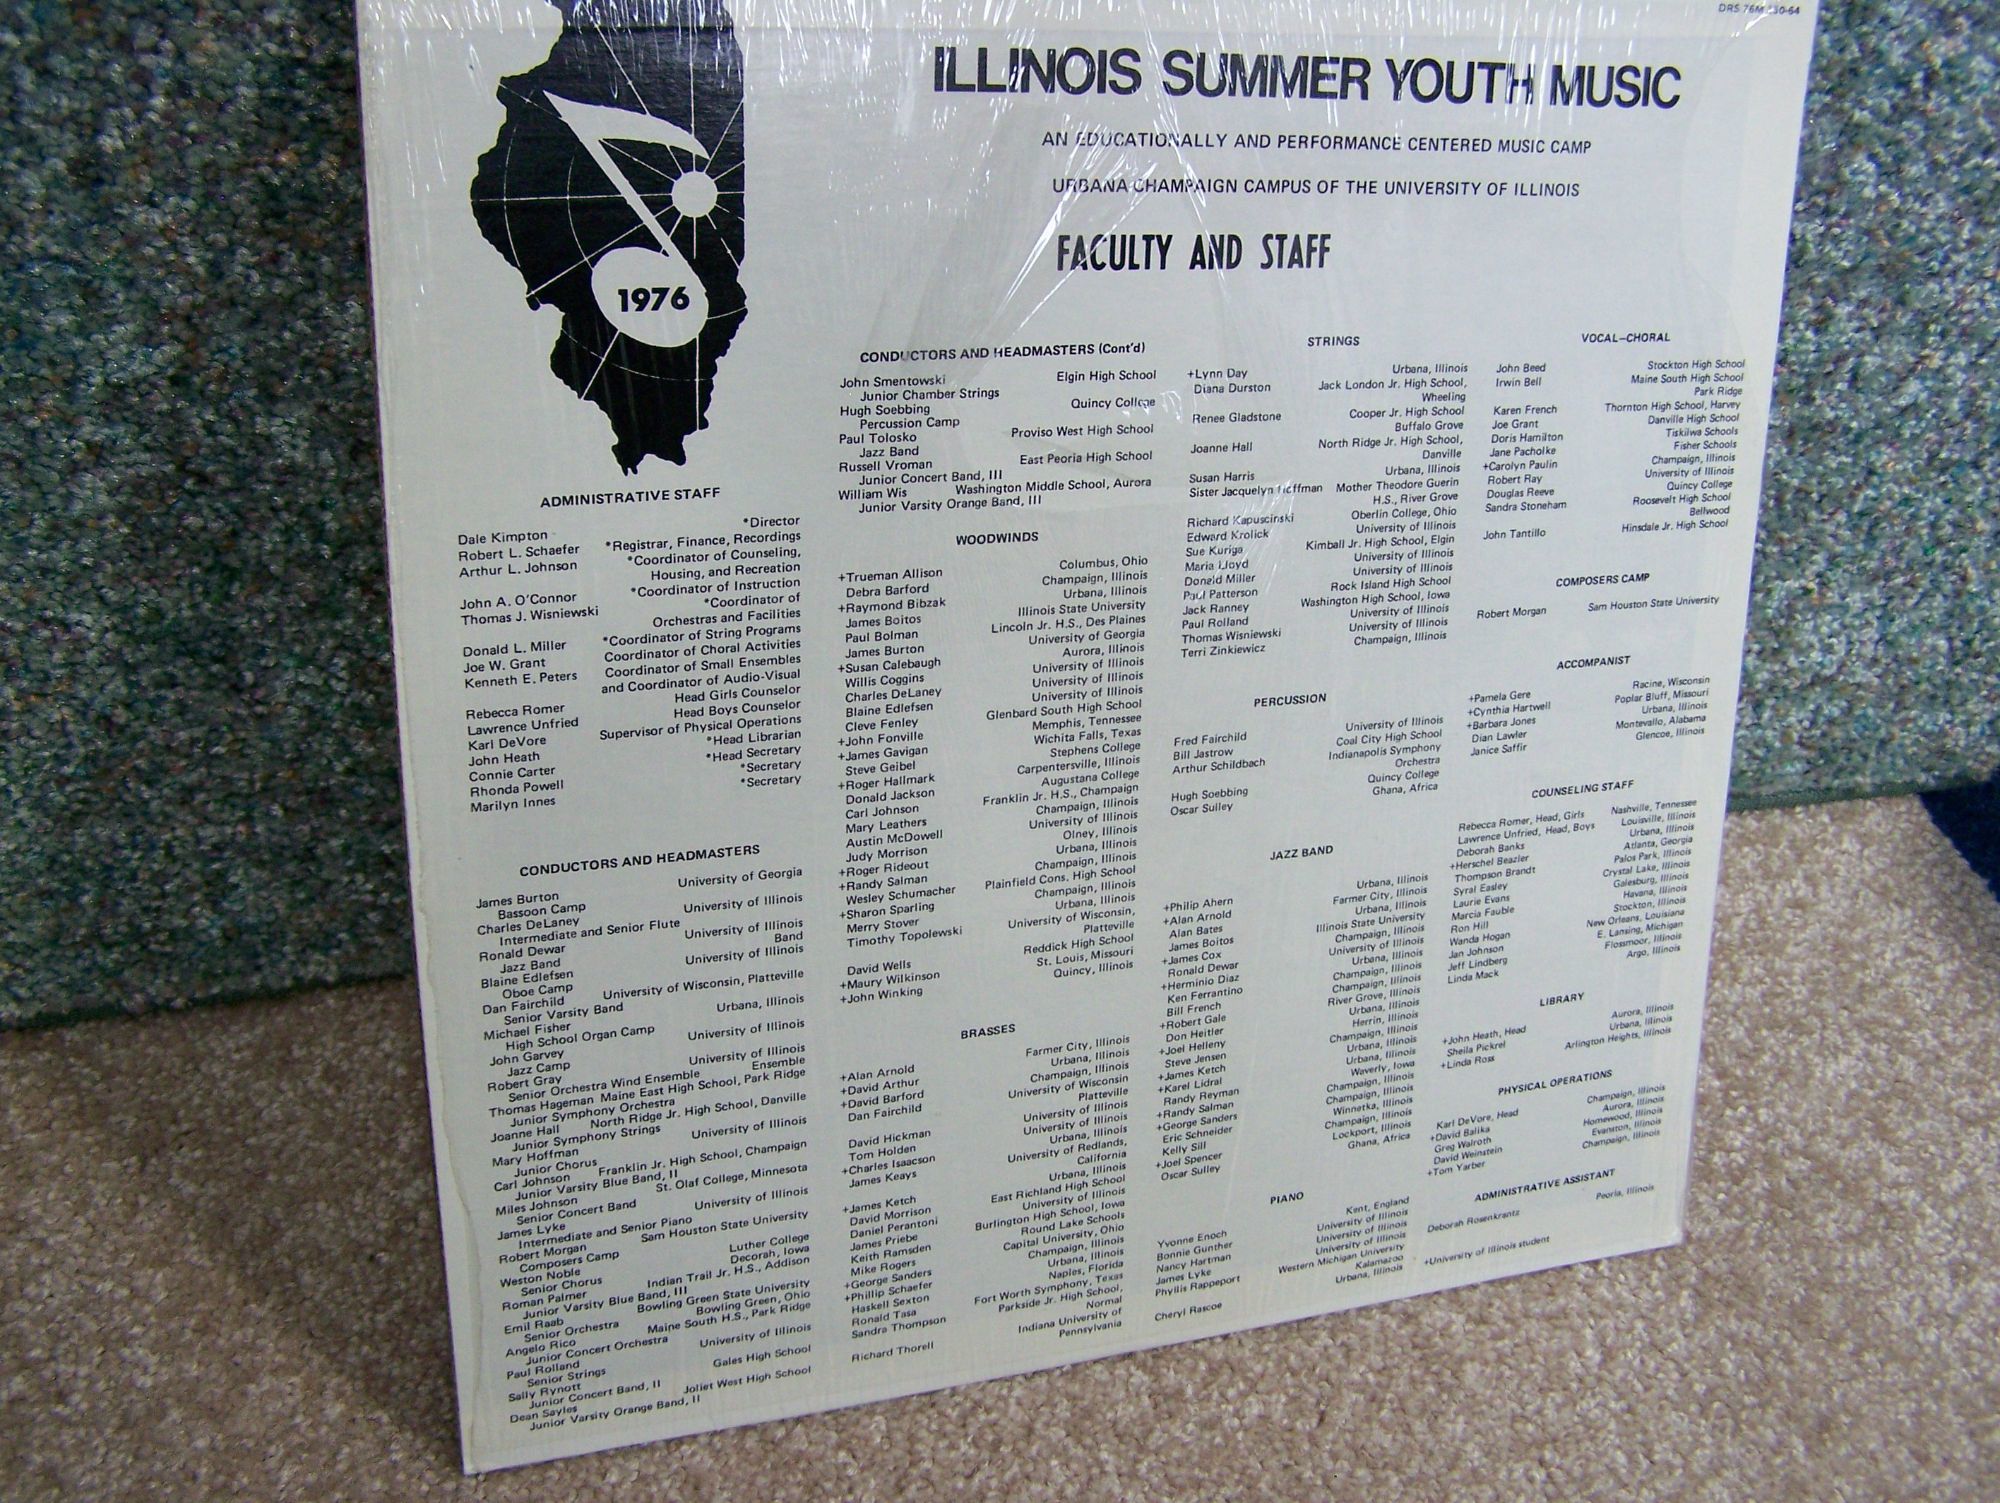 DRS 76M 130-64
ILLINOIS SUMMER YOUTH MUSIC
AN EDUCATIONALLY AND PERFORMANCE CENTERED MUSIC CAMP
URBANA-CHAMPAIGN CAMPUS OF THE UNIVERSITY OF ILLINOIS
FACULTY AND STAFF
1976
ADMINISTRATIVE STAFF
Dale Kimpton *Director
Robert L. Schaefer *Registrar, Finance, Recordings
Arthur L. Johnson *Coordinator of Counseling,
Housing, and Recreation
John A. O'Connor *Coordinator of Instruction
Thomas J. Wisniewski *Coordinator of
Orchestras and Facilities
Donald L. Miller *Coordinator of String Programs
Joe W. Grant Coordinator of Choral Activities
Kenneth E. Peters Coordinator of Small Ensembles
and Coordinator of Audio-Visual
Rebecca Romer Head Girls Counselor
Lawrence Unfried Head Boys Counselor
Karl DeVore Supervisor of Physical Operations
John Heath *Head Librarian
Connie Carter *Head Secretary
Rhonda Powell *Secretary
Marilyn Innes *Secretary
CONDUCTORS AND HEADMASTERS
James Burton University of Georgia
Bassoon Camp
Charles DeLaney University of Illinois
Intermediate and Senior Flute
Ronald Dewar University of Illinois
Jazz Band Band
Blaine Edlefsen University of Illinois
Oboe Camp
Dan Fairchild University of Wisconsin, Platteville
Senior Varsity Band
Michael Fisher Urbana, Illinois
High School Organ Camp
John Garvey University of Illinois
Jazz Camp
Robert Gray University of Illinois
Senior Orchestra Wind Ensemble Ensemble
Thomas Hageman Maine East High School, Park Ridge
Junior Symphony Orchestra
Joanne Hall North Ridge Jr. High School, Danville
Junior Symphony Strings
Mary Hoffman University of Illinois
Junior Chorus
Carl Johnson Franklin Jr. High School, Champaign
Junior Varsity Blue Band, II
Miles Johnson St. Olaf College, Minnesota
Senior Concert Band
James Lyke University of Illinois
Intermediate and Senior Piano
Robert Morgan Sam Houston State University
Composers Camp
Weston Noble Luther College
Senior Chorus Decorah, Iowa
Roman Palmer Indian Trail Jr. H.S., Addison
Junior Varsity Blue Band, III
Emil Raab Bowling Green State University
Senior Orchestra Bowling Green, Ohio
Angelo Rico Maine South H.S., Park Ridge
Junior Concert Orchestra
Paul Rolland University of Illinois
Senior Strings
Sally Rynott Gales High School
Junior Concert Band, II
Dean Sayles Joliet West High School
Junior Varsity Orange Band, II
CONDUCTORS AND HEADMASTERS (Cont'd)
John Smentowski Elgin High School
Junior Chamber Strings
Hugh Soebbing Quincy College
Percussion Camp
Paul Tolosko Proviso West High School
Jazz Band
Russell Vroman East Peoria High School
Junior Concert Band, III
William Wis Washington Middle School, Aurora
Junior Varsity Orange Band, III
WOODWINDS
+Trueman Allison Columbus, Ohio
Debra Barford Champaign, Illinois
+Raymond Bibzak Urbana, Illinois
James Boitos Illinois State University
Paul Bolman Lincoln Jr. H.S., Des Plaines
James Burton University of Georgia
+Susan Calebaugh Aurora, Illinois
Willis Coggins University of Illinois
Charles DeLaney University of Illinois
Blaine Edlefsen University of Illinois
Cleve Fenley Glenbard South High School
+John Fonville Memphis, Tennessee
+James Gavigan Wichita Falls, Texas
Steve Geibel Stephens College
+Roger Hallmark Carpentersville, Illinois
Donald Jackson Augustana College
Carl Johnson Franklin Jr. H.S., Champaign
Mary Leathers Champaign, Illinois
Austin McDowell University of Illinois
Judy Morrison Olney, Illinois
+Roger Rideout Urbana, Illinois
+Randy Salman Champaign, Illinois
Wesley Schumacher Plainfield Cons. High School
+Sharon Sparling Champaign, Illinois
Merry Stover Urbana, Illinois
Timothy Topolewski University of Wisconsin,
Platteville
David Wells Reddick High School
+Maury Wilkinson St. Louis, Missouri
+John Winking Quincy, Illinois
BRASSES
+Alan Arnold Farmer City, Illinois
+David Arthur Urbana, Illinois
+David Barford Champaign, Illinois
Dan Fairchild University of Wisconsin
Platteville
David Hickman University of Illinois
Tom Holden University of Illinois
+Charles Isaacson Urbana, Illinois
James Keays University of Redlands,
California
+James Ketch Urbana, Illinois
David Morrison East Richland High School
Daniel Perantoni University of Illinois
James Priebe Burlington High School, Iowa
Keith Ramsden Round Lake Schools
Mike Rogers Capital University, Ohio
+George Sanders Champaign, Illinois
+Phillip Schaefer Urbana, Illinois
Haskell Sexton Naples, Florida
Ronald Tasa Fort Worth Symphony, Texas
Sandra Thompson Parkside Jr. High School,
Normal
Richard Thorell Indiana University of
Pennsylvania
STRINGS
+Lynn Day Urbana, Illinois
Diana Durston Jack London Jr. High School,
Wheeling
Renee Gladstone Cooper Jr. High School
Buffalo Grove
Joanne Hall North Ridge Jr. High School,
Danville
Susan Harris Urbana, Illinois
Sister Jacquelyn Hoffman Mother Theodore Guerin
H.S., River Grove
Richard Kapuscinski Oberlin College, Ohio
Edward Krolick University of Illinois
Sue Kuriga Kimball Jr. High School, Elgin
Maria Lloyd University of Illinois
Donald Miller University of Illinois
Paul Patterson Rock Island High School
Jack Ranney Washington High School, Iowa
Paul Rolland University of Illinois
Thomas Wisniewski University of Illinois
Terri Zinkiewicz Champaign, Illinois
PERCUSSION
Fred Fairchild University of Illinois
Bill Jastrow Coal City High School
Arthur Schildbach Indianapolis Symphony
Orchestra
Hugh Soebbing Quincy College
Oscar Sulley Ghana, Africa
JAZZ BAND
+Philip Ahern Urbana, Illinois
+Alan Arnold Farmer City, Illinois
Alan Bates Urbana, Illinois
James Boitos Illinois State University
+James Cox Champaign, Illinois
Ronald Dewar University of Illinois
+Herminio Diaz Urbana, Illinois
Ken Ferrantino Champaign, Illinois
Bill French Champaign, Illinois
+Robert Gale River Grove, Illinois
Don Heitler Urbana, Illinois
+Joel Helleny Herrin, Illinois
Steve Jensen Champaign, Illinois
+James Ketch Urbana, Illinois
+Karel Lidral Urbana, Illinois
Randy Reyman Waverly, Iowa
+Randy Salman Champaign, Illinois
+George Sanders Champaign, Illinois
Eric Schneider Winnetka, Illinois
Kelly Sill Champaign, Illinois
+Joel Spencer Lockport, Illinois
Oscar Sulley Ghana, Africa
PIANO
Yvonne Enoch Kent, England
Bonnie Gunther University of Illinois
Nancy Hartman University of Illinois
James Lyke University of Illinois
Phyllis Rappeport Western Michigan University
Kalamazoo
Cheryl Rascoe Urbana, Illinois
VOCAL–CHORAL
John Beed Stockton High School
Irwin Bell Maine South High School
Park Ridge
Karen French Thornton High School, Harvey
Joe Grant Danville High School
Doris Hamilton Tiskilwa Schools
Jane Pacholke Fisher Schools
+Carolyn Paulin Champaign, Illinois
Robert Ray University of Illinois
Douglas Reeve Quincy College
Sandra Stoneham Roosevelt High School
Bellwood
John Tantillo Hinsdale Jr. High School
COMPOSERS CAMP
Robert Morgan Sam Houston State University
ACCOMPANIST
+Pamela Gere Racine, Wisconsin
+Cynthia Hartwell Poplar Bluff, Missouri
+Barbara Jones Urbana, Illinois
Dian Lawler Montevallo, Alabama
Janice Saffir Glencoe, Illinois
COUNSELING STAFF
Rebecca Romer, Head, Girls Nashville, Tennessee
Lawrence Unfried, Head, Boys Louisville, Illinois
Deborah Banks Urbana, Illinois
+Herschel Beazler Atlanta, Georgia
Thompson Brandt Palos Park, Illinois
Syral Easley Crystal Lake, Illinois
Laurie Evans Galesburg, Illinois
Marcia Fauble Havana, Illinois
Ron Hill Stockton, Illinois
Wanda Hogan New Orleans, Louisiana
Jan Johnson E. Lansing, Michigan
Jeff Lindberg Flossmoor, Illinois
Linda Mack Argo, Illinois
LIBRARY
+John Heath, Head Aurora, Illinois
Sheila Pickrel Urbana, Illinois
+Linda Ross Arlington Heights, Illinois
PHYSICAL OPERATIONS
Karl DeVore, Head Champaign, Illinois
+David Balika Aurora, Illinois
Greg Walroth Homewood, Illinois
David Weinstein Evanston, Illinois
+Tom Yarber Champaign, Illinois
ADMINISTRATIVE ASSISTANT
Deborah Rosenkrantz Peoria, Illinois
+University of Illinois student